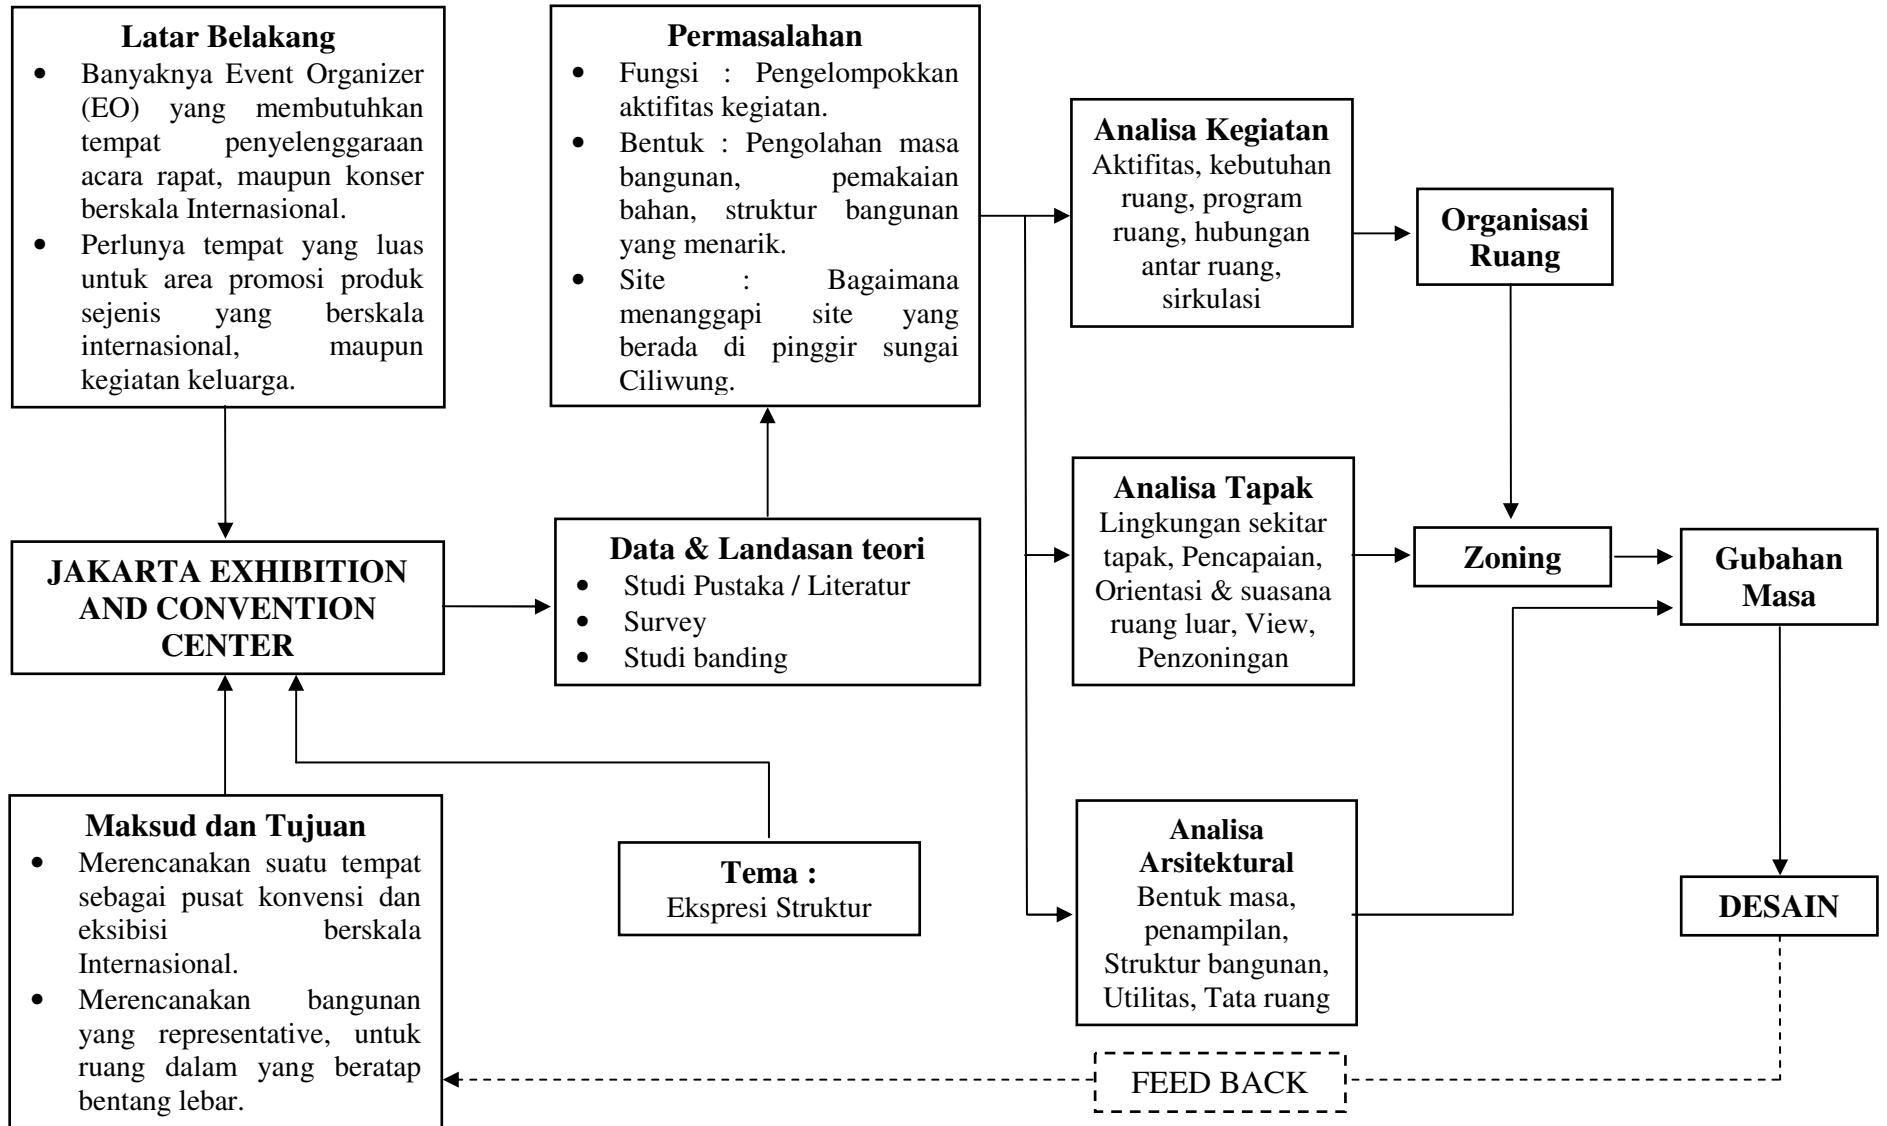 Latar Belakang
• Banyaknya Event Organizer
(EO) yang membutuhkan
tempat penyelenggaraan
acara rapat, maupun konser
berskala Internasional.
• Perlunya tempat yang luas
untuk area promosi produk
sejenis yang berskala
internasional, maupun
kegiatan keluarga.
JAKARTA EXHIBITION
AND CONVENTION
CENTER
Maksud dan Tujuan
• Merencanakan suatu tempat
sebagai pusat konvensi dan
eksibisi berskala
Internasional.
• Merencanakan bangunan
yang representative, untuk
ruang dalam yang beratap
bentang lebar.
Permasalahan
• Fungsi : Pengelompokkan
aktifitas kegiatan.
• Bentuk : Pengolahan masa
bangunan, pemakaian
bahan, struktur bangunan
yang menarik.
• Site : Bagaimana
menanggapi site yang
berada di pinggir sungai
Ciliwung.
Data & Landasan teori
• Studi Pustaka / Literatur
• Survey
• Studi banding
Tema :
Ekspresi Struktur
Analisa Kegiatan
Aktifitas, kebutuhan
ruang, program
ruang, hubungan
antar ruang,
sirkulasi
Analisa Tapak
Lingkungan sekitar
tapak, Pencapaian,
Orientasi & suasana
ruang luar, View,
Penzoningan
Analisa
Arsitektural
Bentuk masa,
penampilan,
Struktur bangunan,
Utilitas, Tata ruang
Organisasi
Ruang
Zoning
Gubahan
Masa
DESAIN
FEED BACK